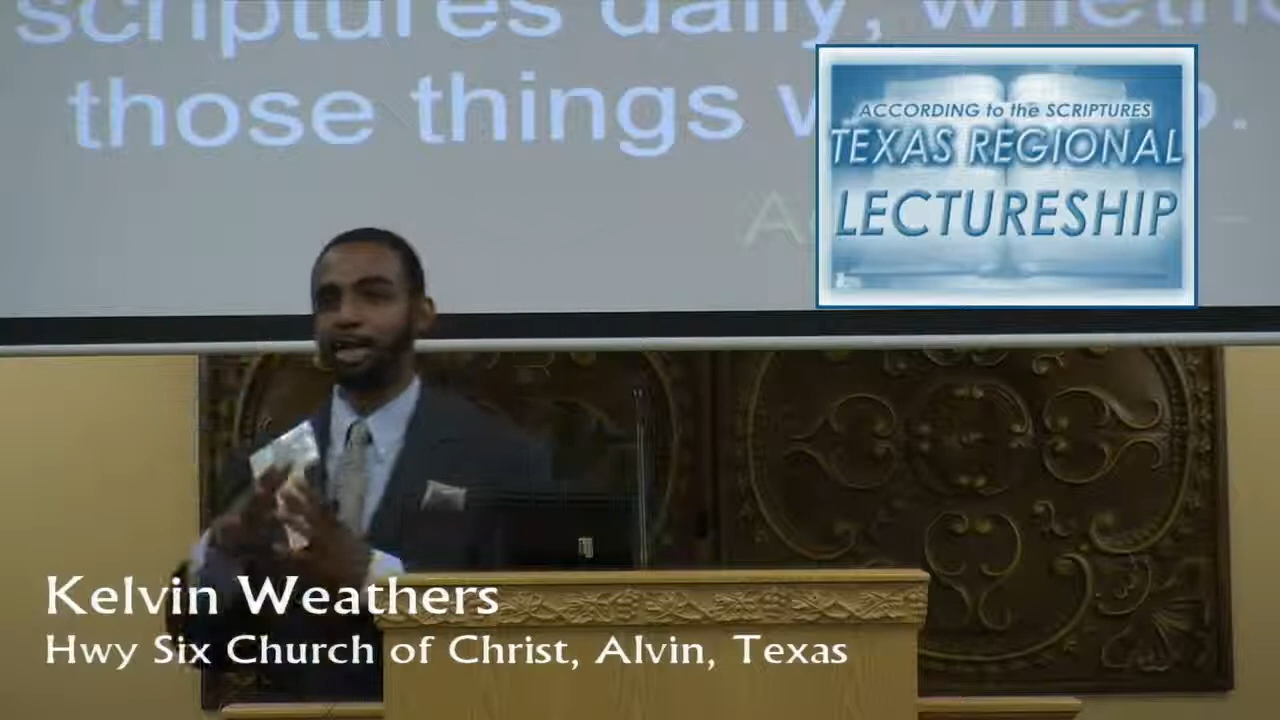 scriptures daily,
those things
ACCORDING to the SCRIPTURES
TEXAS REGIONAL
LECTURESHIP
Kelvin Weathers
Hwy Six Church of Christ, Alvin, Texas